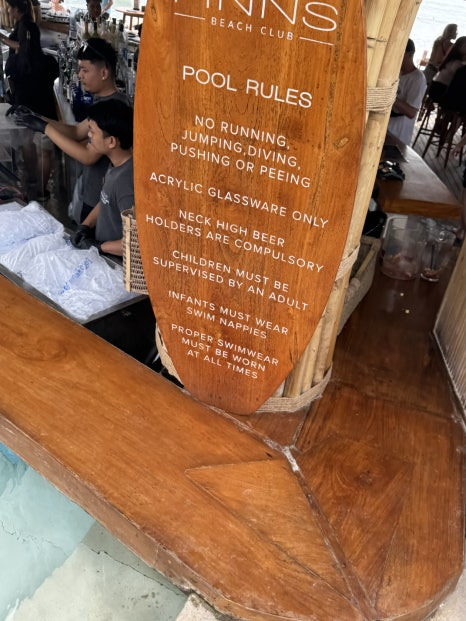 BEACH CLUB
POOL RULES
NO RUNNING,
JUMPING,DIVING,
PUSHING OR PEEING
ACRYLIC GLASSWARE ONLY
NECK HIGH BEER
HOLDERS ARE COMPULSORY
CHILDREN MUST BE
SUPERVISED BY AN ADULT
INFANTS MUST WEAR
SWIM NAPPIES
PROPER SWIMWEAR
MUST BE WORN
AT ALL TIMES